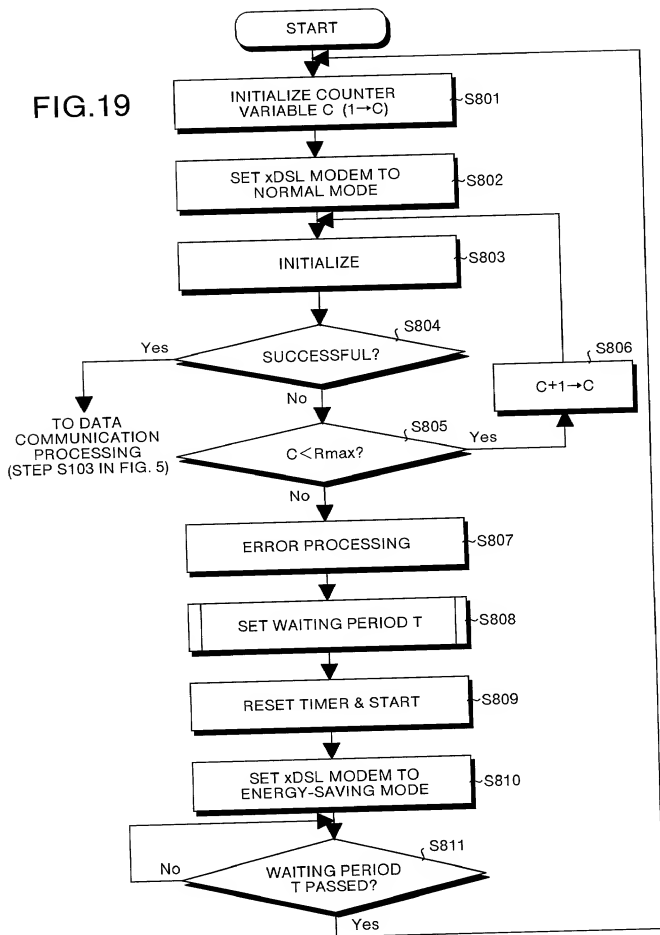 START
FIG.19
INITIALIZE COUNTER
VARIABLE C (1→C)
S801
SET xDSL MODEM TO
NORMAL MODE
S802
INITIALIZE
S803
S804
SUCCESSFUL?
Yes
No
S806
C+1→C
TO DATA
COMMUNICATION
PROCESSING
(STEP S103 IN FIG. 5)
S805
C<Rmax?
Yes
No
ERROR PROCESSING
S807
SET WAITING PERIOD T
S808
RESET TIMER & START
S809
SET xDSL MODEM TO
ENERGY-SAVING MODE
S810
S811
WAITING PERIOD
T PASSED?
No
Yes